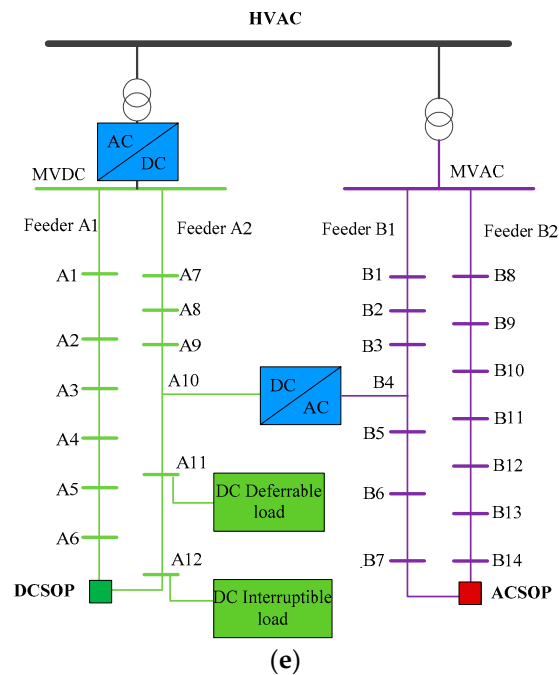 HVAC
AC
DC
MVDC
MVAC
Feeder A1
Feeder A2
Feeder B1
Feeder B2
A1
A7
B1
B8
A8
B2
A2
A9
B3
B9
A3
A10
DC
AC
B4
B10
A4
B5
B11
A11
A5
DC Deferrable
load
B6
B12
A6
B13
A12
B7
B14
DCSOP
DC Interruptible
load
ACSOP
(e)